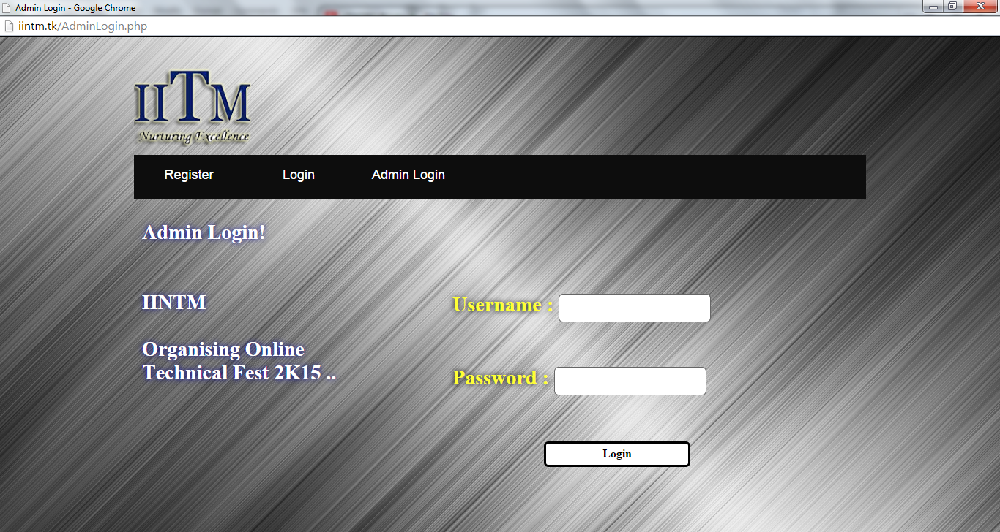 Admin Login - Google Chrome
iintm.tk/AdminLogin.php
IITM
Nurturing Excellence
Register Login Admin Login
Admin Login!
IINTM
Username :
Organising Online
Technical Fest 2K15 ..
Password :
Login